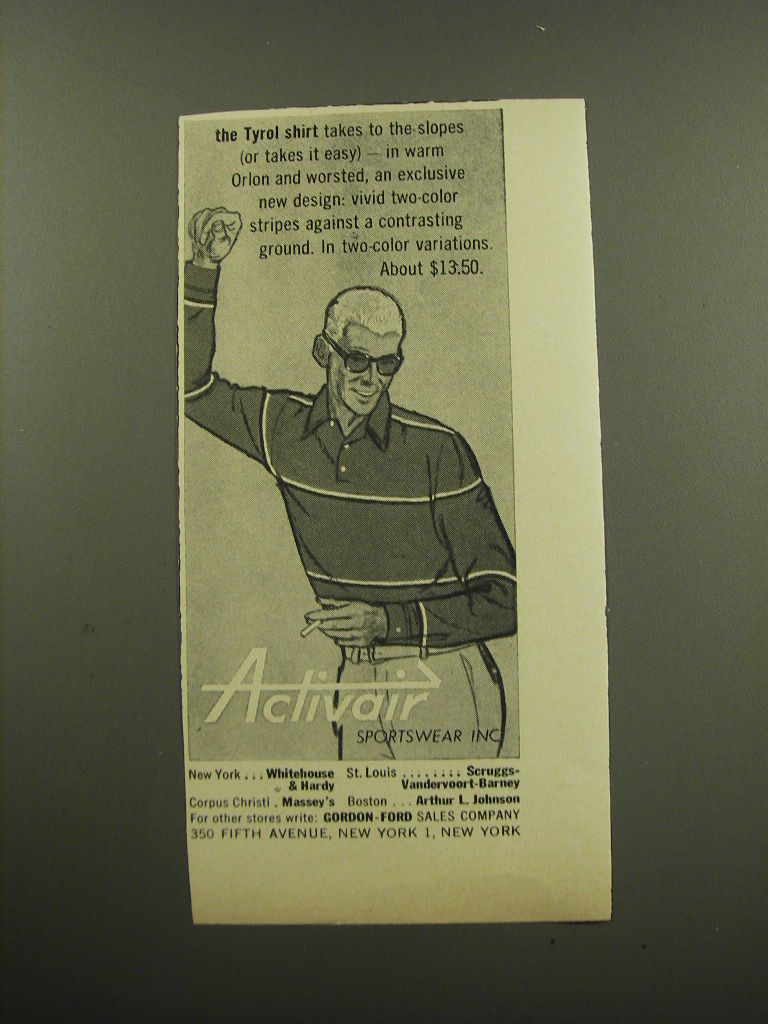 the Tyrol shirt takes to the slopes
(or takes it easy) — in warm
Orlon and worsted, an exclusive
new design: vivid two-color
stripes against a contrasting
ground. In two-color variations.
About $13.50.
Activair
SPORTSWEAR INC
New York . . . Whitehouse & Hardy
St. Louis . . . . . . . . Scruggs-Vandervoort-Barney
Corpus Christi . Massey's Boston . . . Arthur L. Johnson
For other stores write: GORDON-FORD SALES COMPANY
350 FIFTH AVENUE, NEW YORK 1, NEW YORK